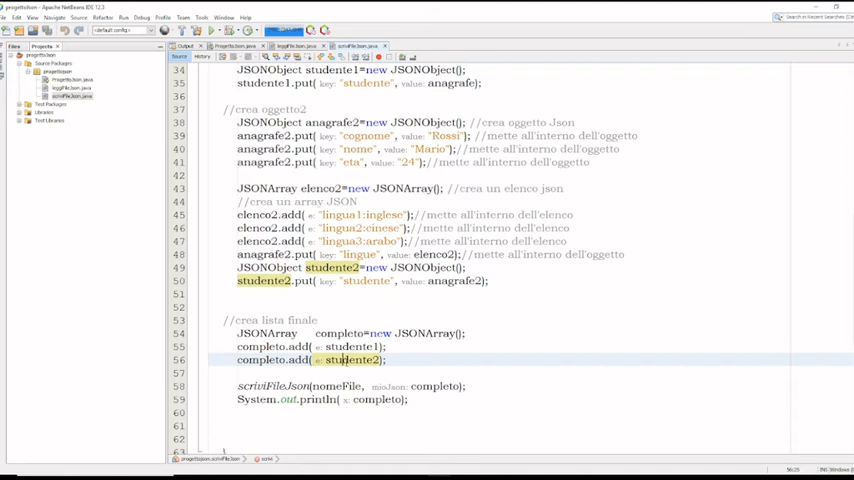 progettoJson - Apache NetBeans IDE 12.3
File Edit View Navigate Source Refactor Run Debug Profile Team Tools Window Help
<default config>
Files Projects
progettoJson
Source Packages
progettojson
ProgettoJson.java
leggiFileJson.java
scriviFileJson.java
Test Packages
Libraries
Test Libraries
Output ProgettoJson.java leggiFileJson.java scriviFileJson.java
Source History
34 JSONObject studente1=new JSONObject();
35 studente1.put( key: "studente", value: anagrafe);
36
37 //crea oggetto2
38 JSONObject anagrafe2=new JSONObject(); //crea oggetto Json
39 anagrafe2.put( key: "cognome", value: "Rossi"); //mette all'interno dell'oggetto
40 anagrafe2.put( key: "nome", value: "Mario");//mette all'interno dell'oggetto
41 anagrafe2.put( key: "eta", value: "24");//mette all'interno dell'oggetto
42
43 JSONArray elenco2=new JSONArray(); //crea un elenco json
44 //crea un array JSON
45 elenco2.add( e: "lingua1:inglese");//mette all'interno dell'elenco
46 elenco2.add( e: "lingua2:cinese");//mette all'interno dell'elenco
47 elenco2.add( e: "lingua3:arabo");//mette all'interno dell'elenco
48 anagrafe2.put( key: "lingue", value: elenco2);//mette all'interno dell'oggetto
49 JSONObject studente2=new JSONObject();
50 studente2.put( key: "studente", value: anagrafe2);
51
52
53 //crea lista finale
54 JSONArray completo=new JSONArray();
55 completo.add( e: studente1);
56 completo.add( e: studente2);
57
58 scriviFileJson(nomeFile, mioJson: completo);
59 System.out.println( x: completo);
60
61
62
63 }
progettojson.scriviFileJson scrivi
56:25 INS